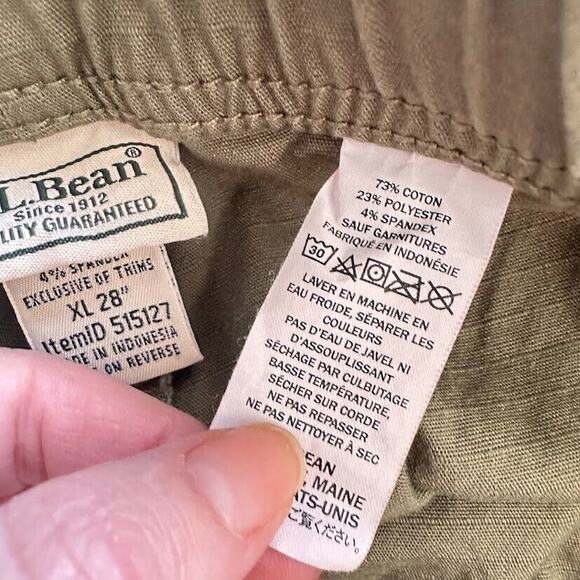 L.Bean®
Since 1912
LITY GUARANTEED
4% SPANDEX
EXCLUSIVE OF TRIMS
XL 28"
ItemID 515127
DE IN INDONESIA
ON REVERSE
73% COTON
23% POLYESTER
4% SPANDEX
SAUF GARNITURES
FABRIQUÉ EN INDONÉSIE
30
LAVER EN MACHINE EN
EAU FROIDE, SÉPARER LES
COULEURS
PAS D'EAU DE JAVEL NI
D'ASSOUPLISSANT
SÉCHAGE PAR CULBUTAGE
BASSE TEMPÉRATURE,
SÉCHER SUR CORDE
NE PAS REPASSER
NE PAS NETTOYER À SEC
EAN
, MAINE
ATS-UNIS
ご覧ください。